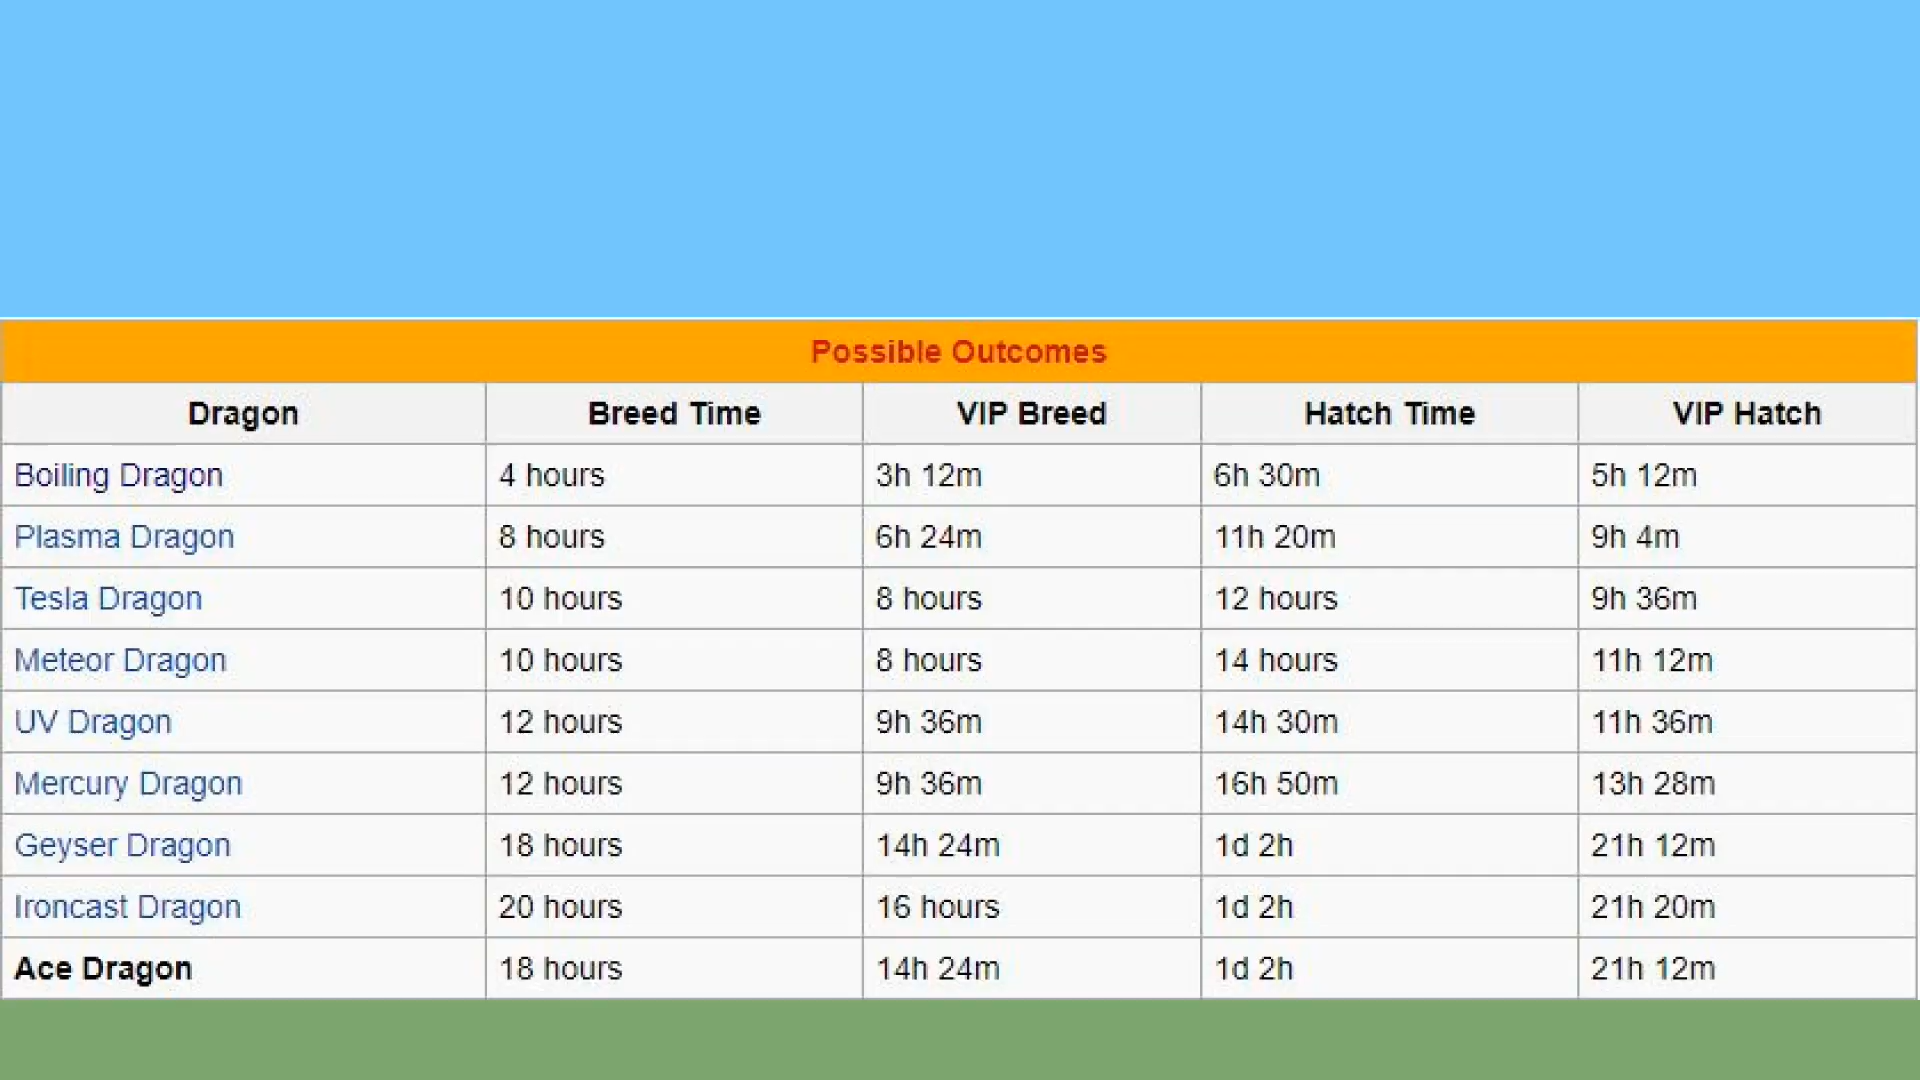 Possible Outcomes
Dragon Breed Time VIP Breed Hatch Time VIP Hatch
Boiling Dragon 4 hours 3h 12m 6h 30m 5h 12m
Plasma Dragon 8 hours 6h 24m 11h 20m 9h 4m
Tesla Dragon 10 hours 8 hours 12 hours 9h 36m
Meteor Dragon 10 hours 8 hours 14 hours 11h 12m
UV Dragon 12 hours 9h 36m 14h 30m 11h 36m
Mercury Dragon 12 hours 9h 36m 16h 50m 13h 28m
Geyser Dragon 18 hours 14h 24m 1d 2h 21h 12m
Ironcast Dragon 20 hours 16 hours 1d 2h 21h 20m
Ace Dragon 18 hours 14h 24m 1d 2h 21h 12m